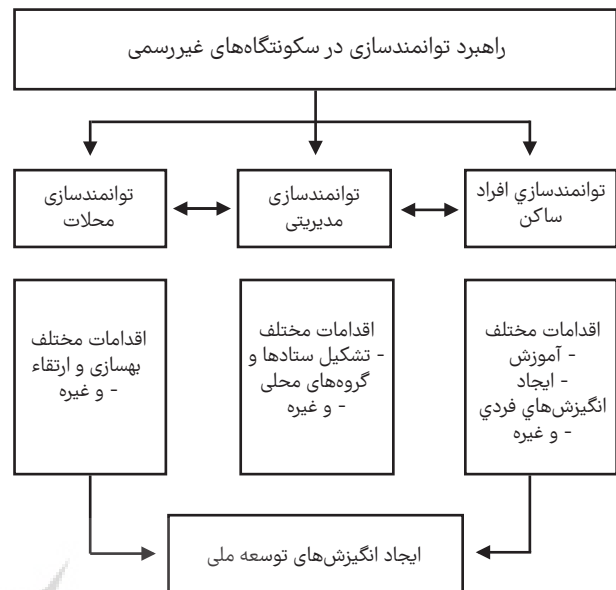 راهبرد توانمندسازی در سکونتگاه‌های غیررسمی
توانمندسازي افراد
ساکن
توانمندسازی
مدیریتی
توانمندسازی
محلات
اقدامات مختلف
- آموزش
- ایجاد
انگیزش‌هاي فردي
- و غیره
اقدامات مختلف
- تشکیل ستادها و
گروه‌های محلی
- و غیره
اقدامات مختلف
بهسازی و ارتقاء
- و غیره
ایجاد انگیزش‌های توسعه ملی